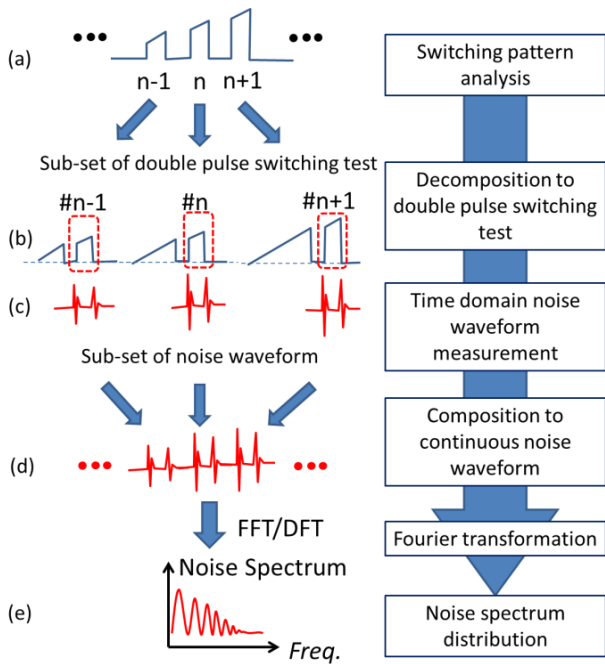 (a)
n-1 n n+1
Sub-set of double pulse switching test
#n-1 #n #n+1
(b)
(c)
Sub-set of noise waveform
(d)
FFT/DFT
Noise Spectrum
(e)
Freq.
Switching pattern
analysis
Decomposition to
double pulse switching
test
Time domain noise
waveform
measurement
Composition to
continuous noise
waveform
Fourier transformation
Noise spectrum
distribution